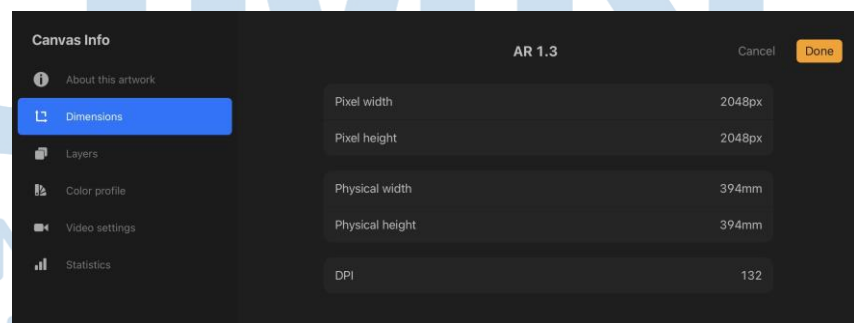 Canvas Info
AR 1.3
Cancel
Done
About this artwork
Dimensions
Layers
Color profile
Video settings
Statistics
Pixel width 2048px
Pixel height 2048px
Physical width 394mm
Physical height 394mm
DPI 132